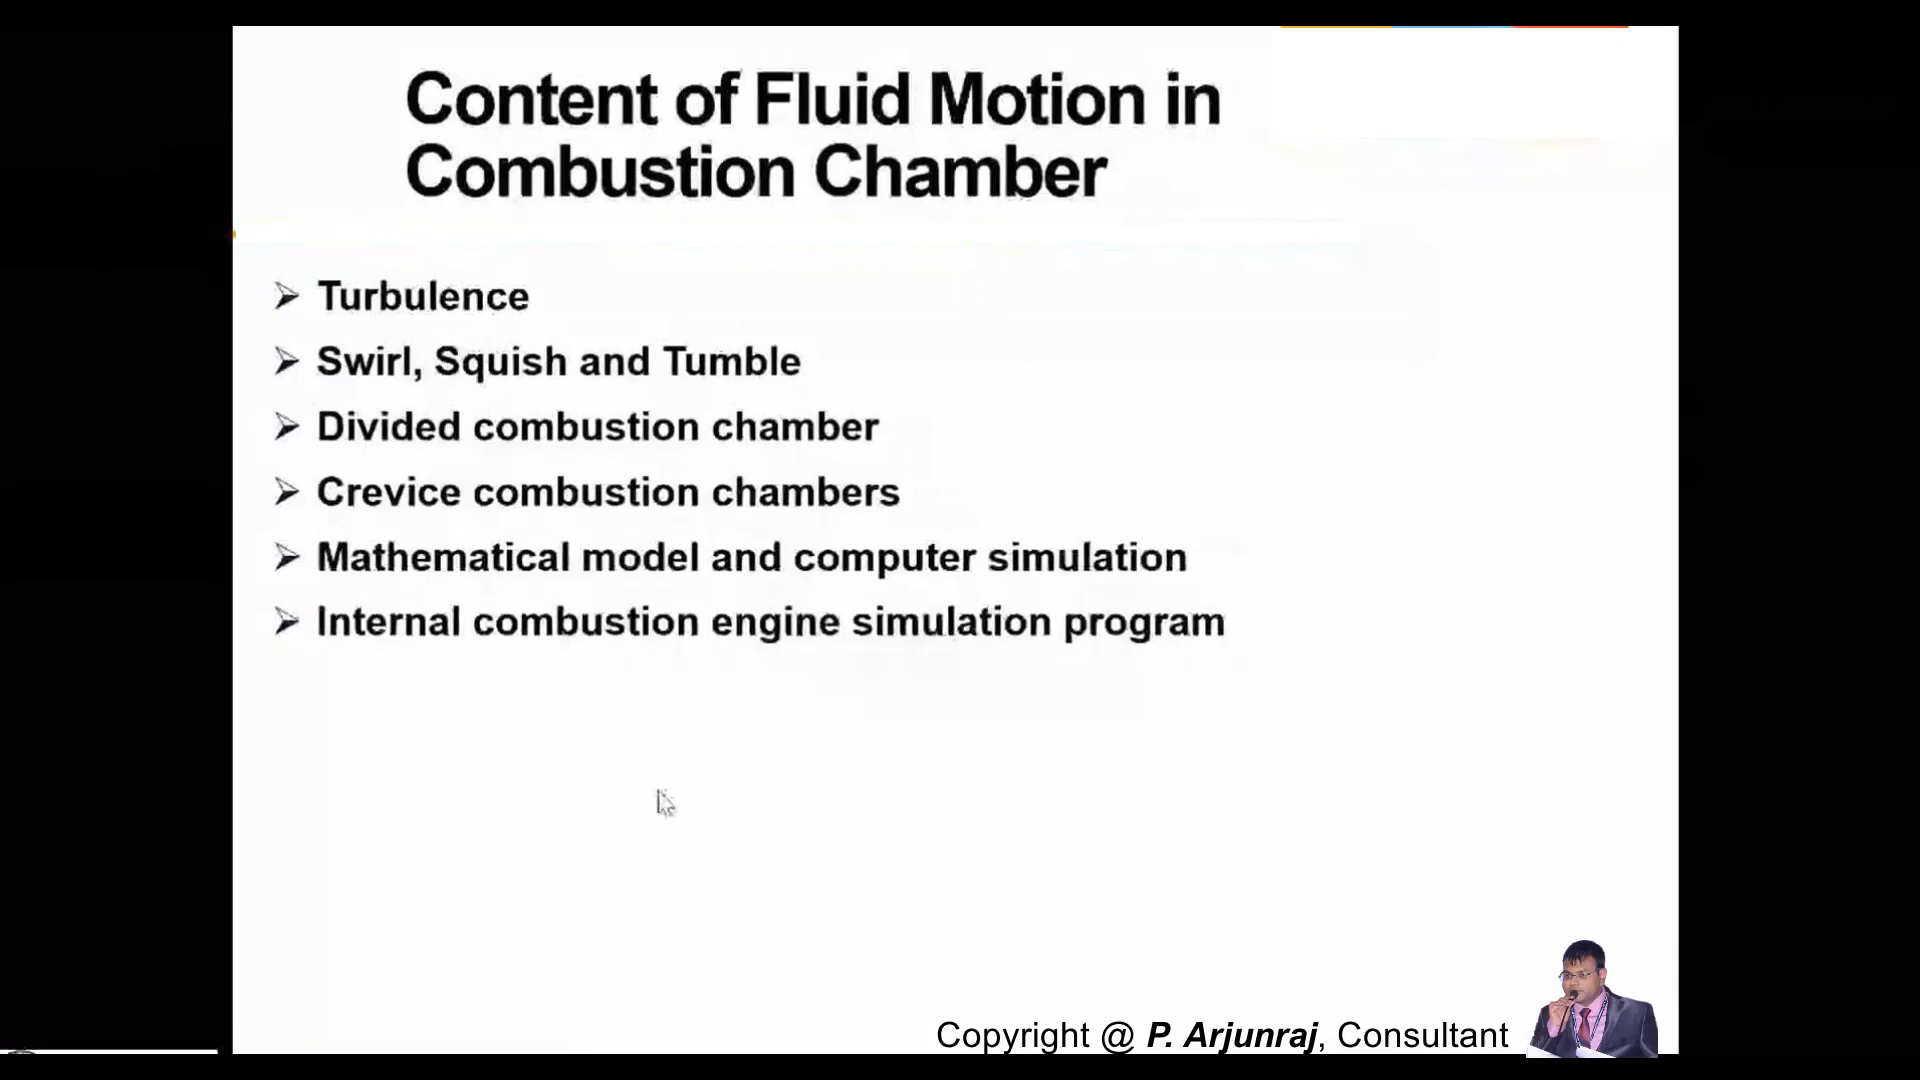 Content of Fluid Motion in
Combustion Chamber
Turbulence
Swirl, Squish and Tumble
Divided combustion chamber
Crevice combustion chambers
Mathematical model and computer simulation
Internal combustion engine simulation program
Copyright @ P. Arjunraj, Consultant